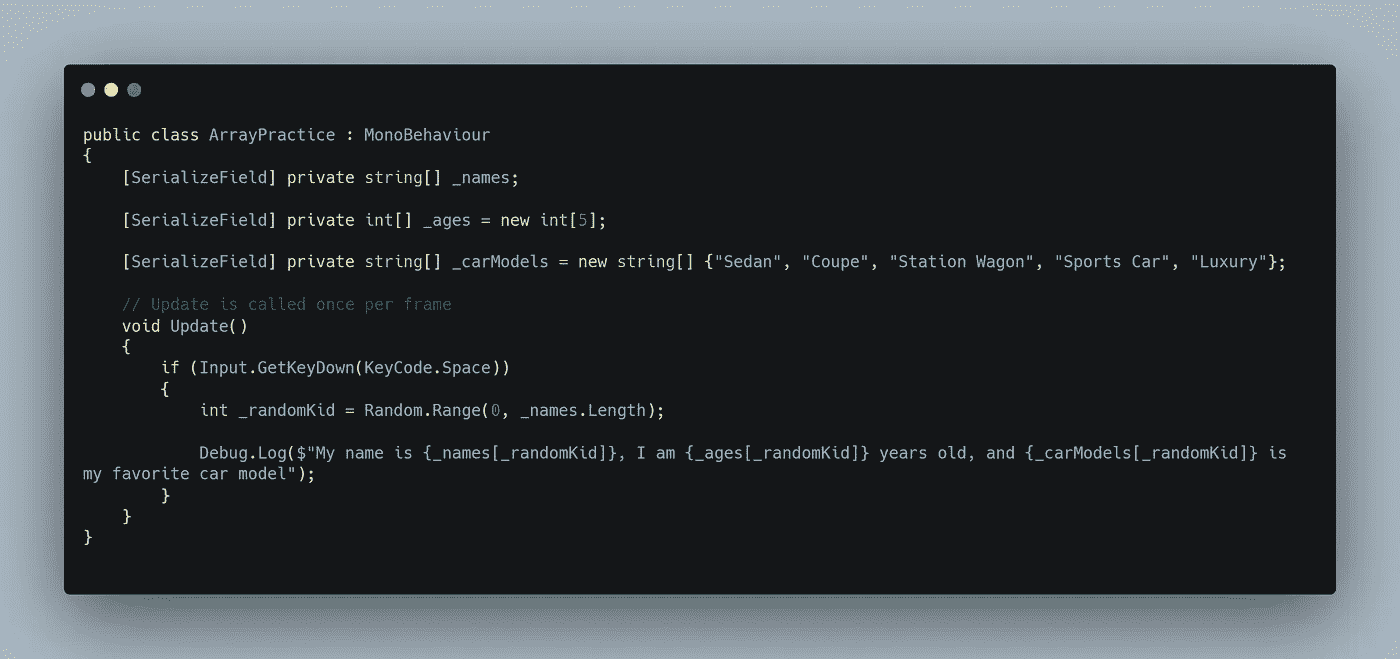 public class ArrayPractice : MonoBehaviour
{
    [SerializeField] private string[] _names;
    [SerializeField] private int[] _ages = new int[5];
    [SerializeField] private string[] _carModels = new string[] {"Sedan", "Coupe", "Station Wagon", "Sports Car", "Luxury"};
    // Update is called once per frame
    void Update()
    {
        if (Input.GetKeyDown(KeyCode.Space))
        {
            int _randomKid = Random.Range(0, _names.Length);
            Debug.Log($"My name is {_names[_randomKid]}, I am {_ages[_randomKid]} years old, and {_carModels[_randomKid]} is
my favorite car model");
        }
    }
}